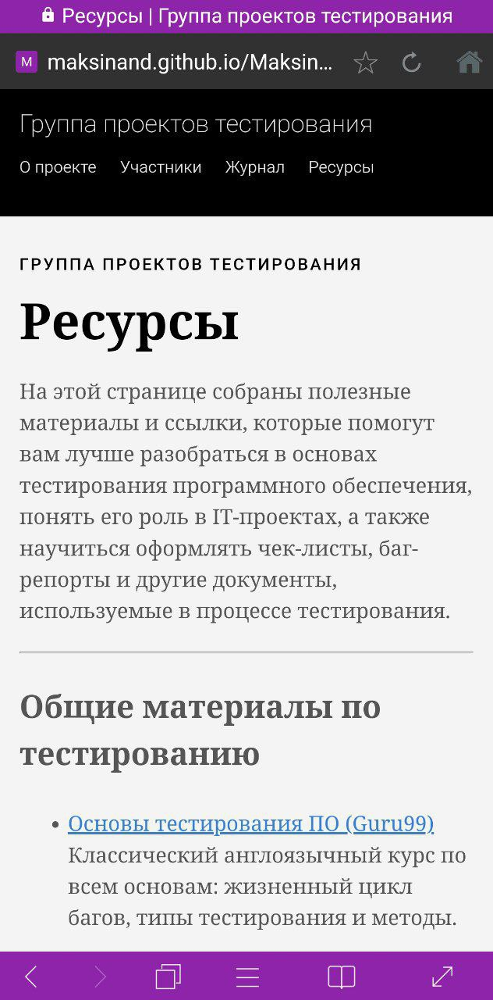 Ресурсы | Группа проектов тестирования
M maksinand.github.io/Maksin...
Группа проектов тестирования
О проекте Участники Журнал Ресурсы
ГРУППА ПРОЕКТОВ ТЕСТИРОВАНИЯ
Ресурсы
На этой странице собраны полезные
материалы и ссылки, которые помогут
вам лучше разобраться в основах
тестирования программного обеспечения,
понять его роль в IT-проектах, а также
научиться оформлять чек-листы, баг-
репорты и другие документы,
используемые в процессе тестирования.
Общие материалы по
тестированию
• Основы тестирования ПО (Guru99)
Классический англоязычный курс по
всем основам: жизненный цикл
багов, типы тестирования и методы.